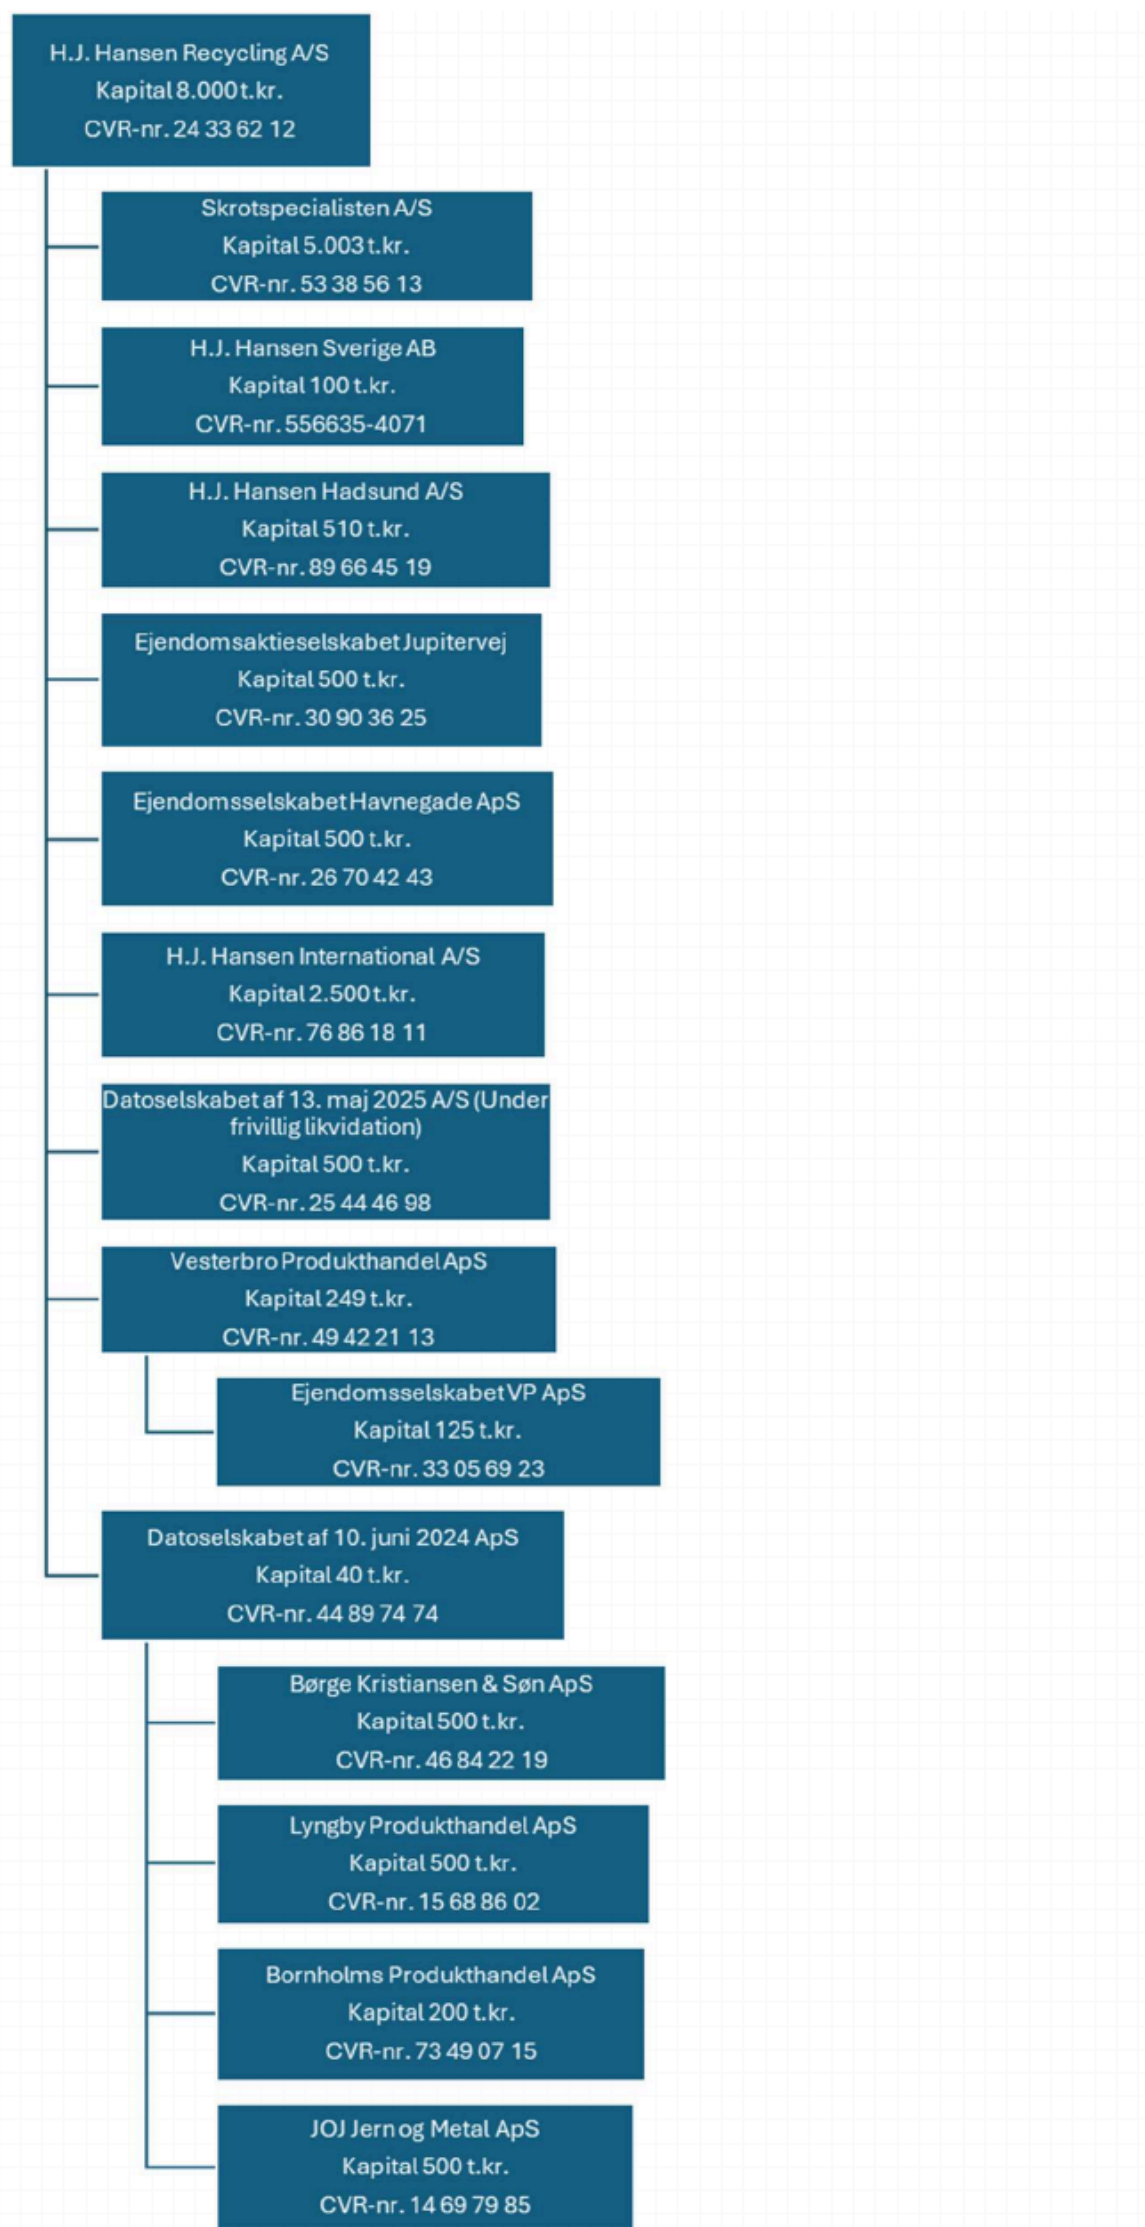 H.J. Hansen Recycling A/S
Kapital 8.000 t.kr.
CVR-nr. 24 33 62 12
Skrotspecialisten A/S
Kapital 5.003 t.kr.
CVR-nr. 53 38 56 13
H.J. Hansen Sverige AB
Kapital 100 t.kr.
CVR-nr. 556635-4071
H.J. Hansen Hadsund A/S
Kapital 510 t.kr.
CVR-nr. 89 66 45 19
Ejendomsaktieselskabet Jupitervej
Kapital 500 t.kr.
CVR-nr. 30 90 36 25
Ejendomsselskabet Havnegade ApS
Kapital 500 t.kr.
CVR-nr. 26 70 42 43
H.J. Hansen International A/S
Kapital 2.500 t.kr.
CVR-nr. 76 86 18 11
Datoselskabet af 13. maj 2025 A/S (Under
frivillig likvidation)
Kapital 500 t.kr.
CVR-nr. 25 44 46 98
Vesterbro Produkthandel ApS
Kapital 249 t.kr.
CVR-nr. 49 42 21 13
Ejendomsselskabet VP ApS
Kapital 125 t.kr.
CVR-nr. 33 05 69 23
Datoselskabet af 10. juni 2024 ApS
Kapital 40 t.kr.
CVR-nr. 44 89 74 74
Børge Kristiansen & Søn ApS
Kapital 500 t.kr.
CVR-nr. 46 84 22 19
Lyngby Produkthandel ApS
Kapital 500 t.kr.
CVR-nr. 15 68 86 02
Bornholms Produkthandel ApS
Kapital 200 t.kr.
CVR-nr. 73 49 07 15
JOJ Jern og Metal ApS
Kapital 500 t.kr.
CVR-nr. 14 69 79 85